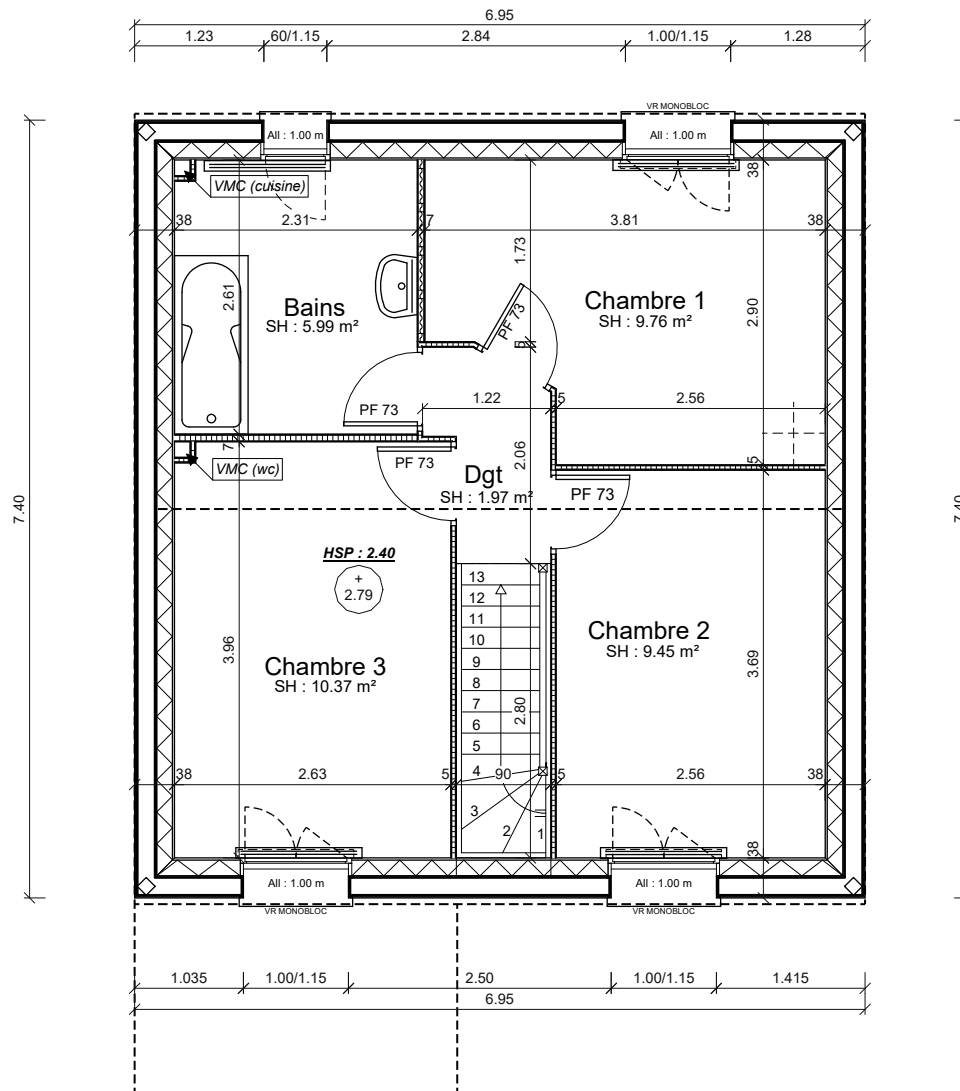 6.95
1.23 60/1.15 2.84 1.00/1.15 1.28
VR MONOBLOC
All : 1.00 m All : 1.00 m
VMC (cuisine)
38
38 2.31 7 3.81 38
1.73
2.61
2.90
Bains
SH : 5.99 m²
Chambre 1
SH : 9.76 m²
PF 73
5
PF 73
1.22 5 2.56
7
VMC (wc)
PF 73
2.06
5
Dgt
SH : 1.97 m²
PF 73
7.40
7.40
HSP : 2.40
+
2.79
13
12
11
10
9
8
7
6
5
4
3
2
1
2.80
3.96
3.69
Chambre 2
SH : 9.45 m²
Chambre 3
SH : 10.37 m²
38 2.63 5 90 5 2.56 38
38
All : 1.00 m All : 1.00 m
VR MONOBLOC VR MONOBLOC
1.035 1.00/1.15 2.50 1.00/1.15 1.415
6.95